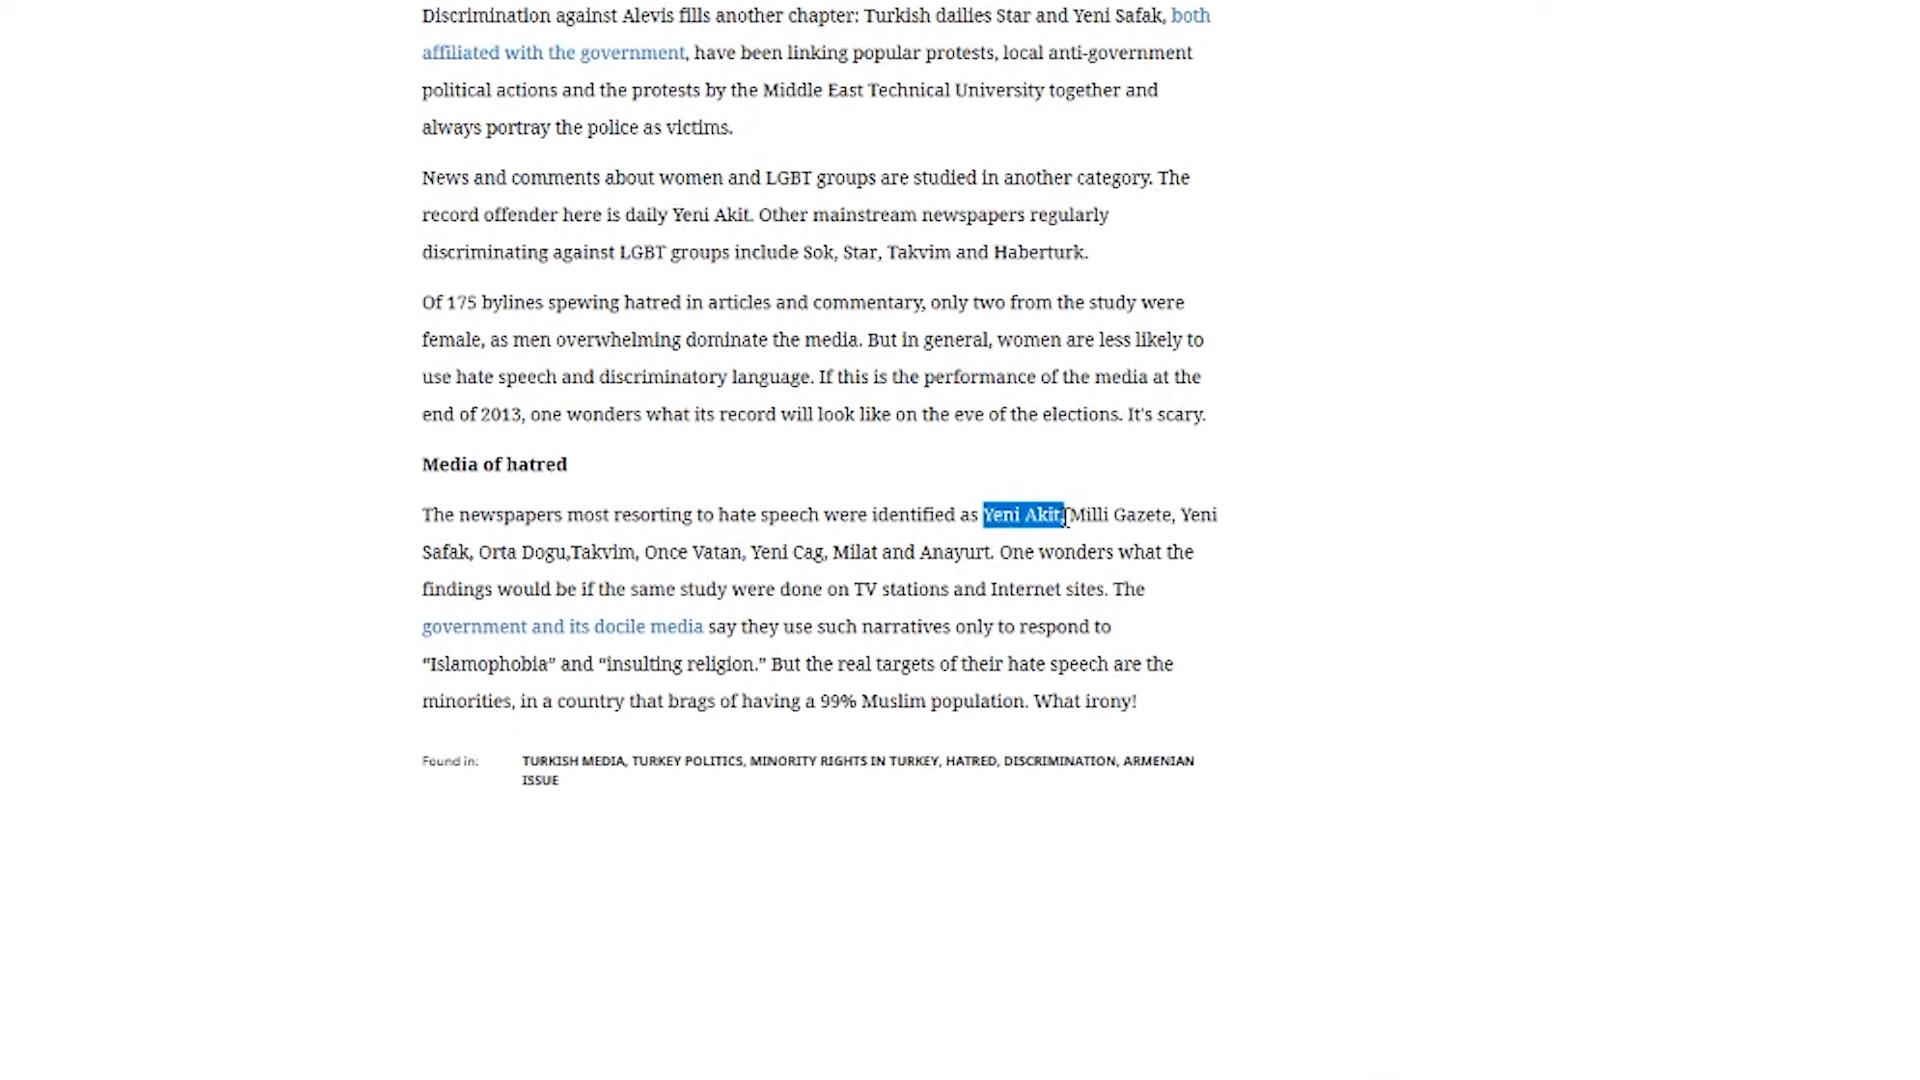 Discrimination against Alevis fills another chapter: Turkish dailies Star and Yeni Safak, both
affiliated with the government, have been linking popular protests, local anti-government
political actions and the protests by the Middle East Technical University together and
always portray the police as victims.
News and comments about women and LGBT groups are studied in another category. The
record offender here is daily Yeni Akit. Other mainstream newspapers regularly
discriminating against LGBT groups include Sok, Star, Takvim and Haberturk.
Of 175 bylines spewing hatred in articles and commentary, only two from the study were
female, as men overwhelming dominate the media. But in general, women are less likely to
use hate speech and discriminatory language. If this is the performance of the media at the
end of 2013, one wonders what its record will look like on the eve of the elections. It's scary.
Media of hatred
The newspapers most resorting to hate speech were identified as Yeni Akit, Milli Gazete, Yeni
Safak, Orta Dogu,Takvim, Once Vatan, Yeni Cag, Milat and Anayurt. One wonders what the
findings would be if the same study were done on TV stations and Internet sites. The
government and its docile media say they use such narratives only to respond to
“Islamophobia” and “insulting religion.” But the real targets of their hate speech are the
minorities, in a country that brags of having a 99% Muslim population. What irony!
Found in: TURKISH MEDIA, TURKEY POLITICS, MINORITY RIGHTS IN TURKEY, HATRED, DISCRIMINATION, ARMENIAN
ISSUE